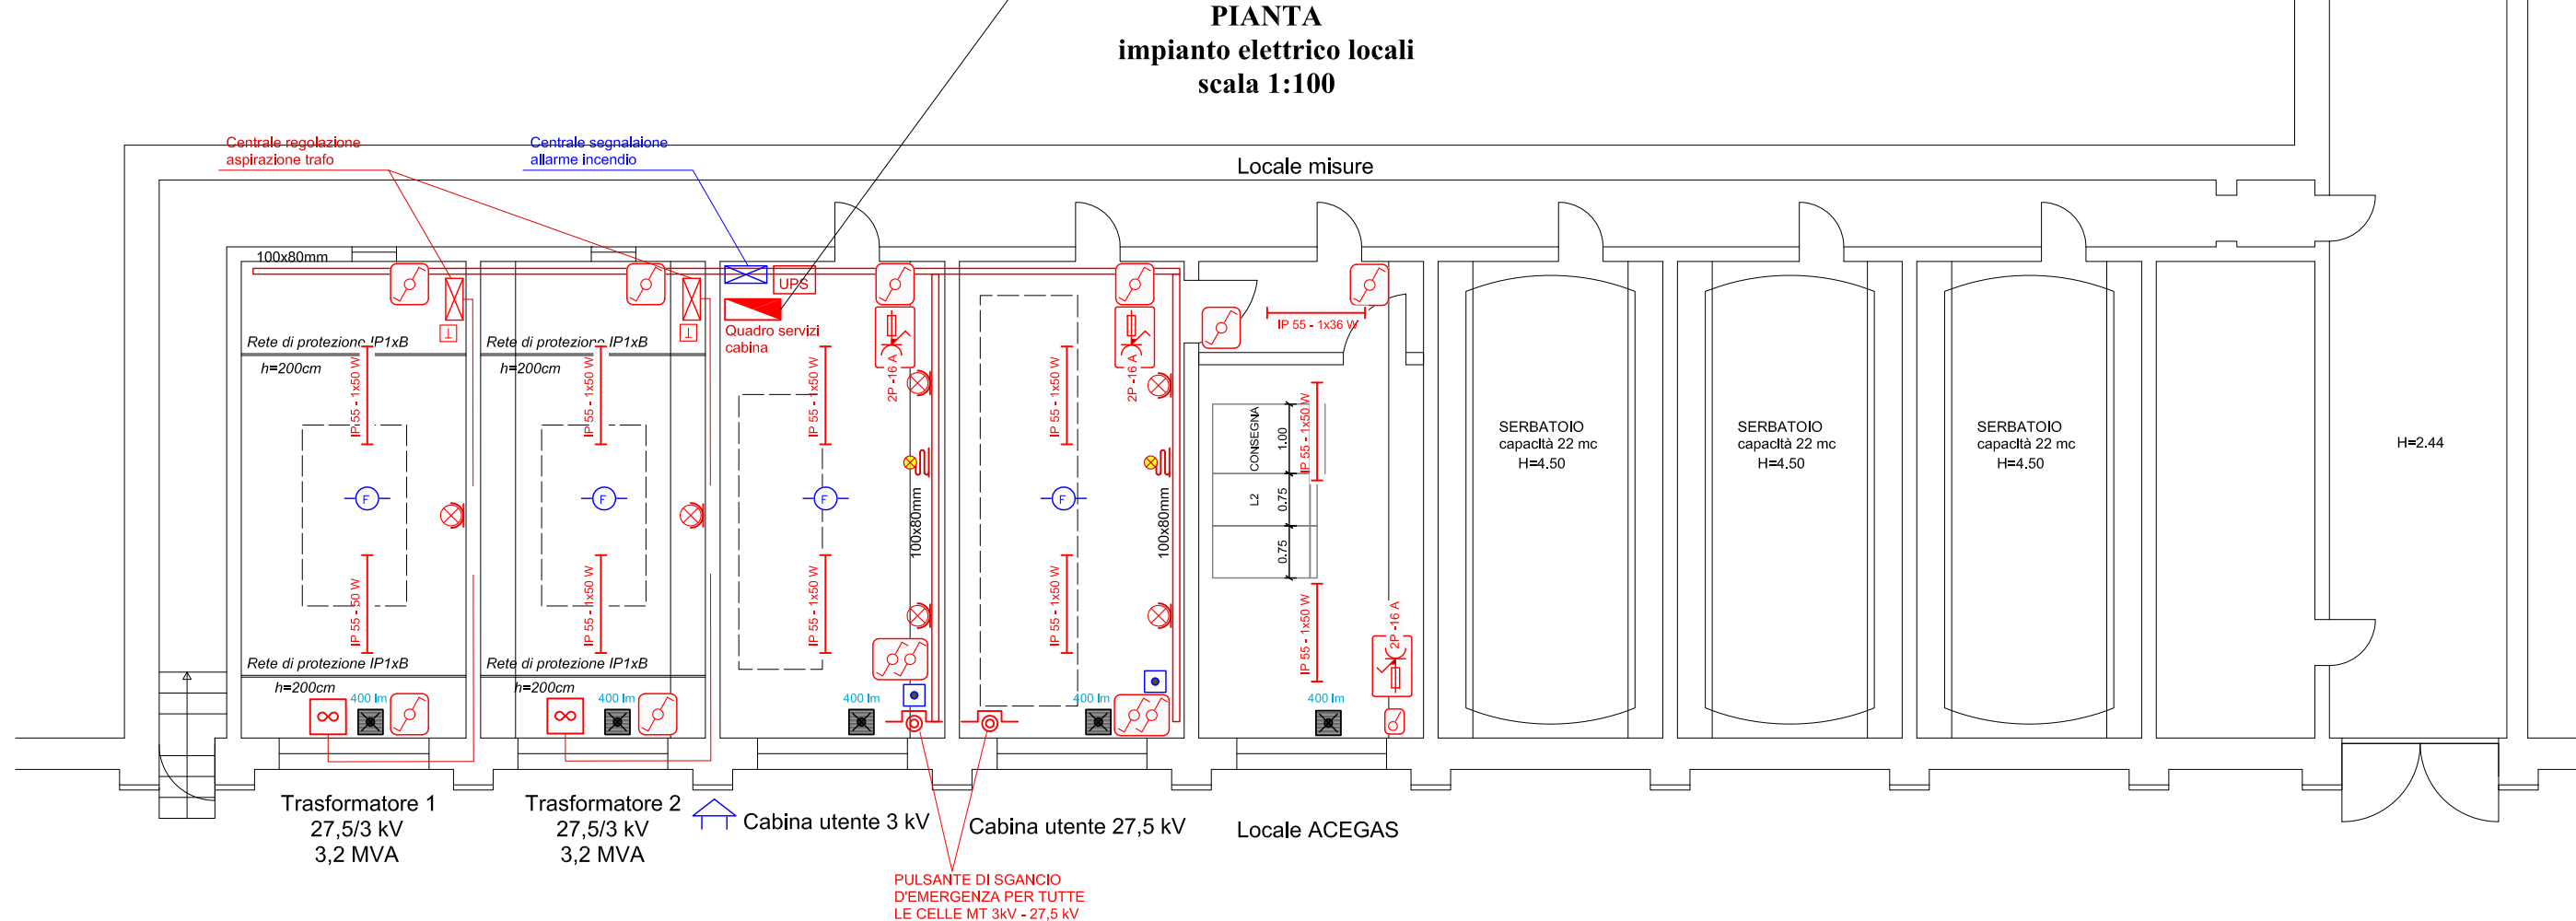 PIANTA
impianto elettrico locali
scala 1:100
Centrale regolazione
aspirazione trafo
Centrale segnalaione
allarme incendio
Locale misure
100x80mm
UPS
Quadro servizi
cabina
IP 55 - 1x36 W
Rete di protezione IP1xB
h=200cm
Rete di protezione IP1xB
h=200cm
IP 55 - 1x50 W
IP 55 - 1x50 W
IP 55 - 1x50 W
2P -16 A
IP 55 - 1x50 W
2P -16 A
IP 55 - 1x50 W
CONSEGNA
1.00
L2
0.75
0.75
SERBATOIO
capacità 22 mc
H=4.50
SERBATOIO
capacità 22 mc
H=4.50
SERBATOIO
capacità 22 mc
H=4.50
H=2.44
F
F
F
F
100x80mm
100x80mm
IP 55 - 50 W
IP 55 - 1x50 W
IP 55 - 1x50 W
IP 55 - 1x50 W
IP 55 - 1x50 W
2P -16 A
Rete di protezione IP1xB
h=200cm
Rete di protezione IP1xB
h=200cm
400 lm
400 lm
400 lm
400 lm
400 lm
Trasformatore 1
27,5/3 kV
3,2 MVA
Trasformatore 2
27,5/3 kV
3,2 MVA
Cabina utente 3 kV
Cabina utente 27,5 kV
Locale ACEGAS
PULSANTE DI SGANCIO
D'EMERGENZA PER TUTTE
LE CELLE MT 3kV - 27,5 kV